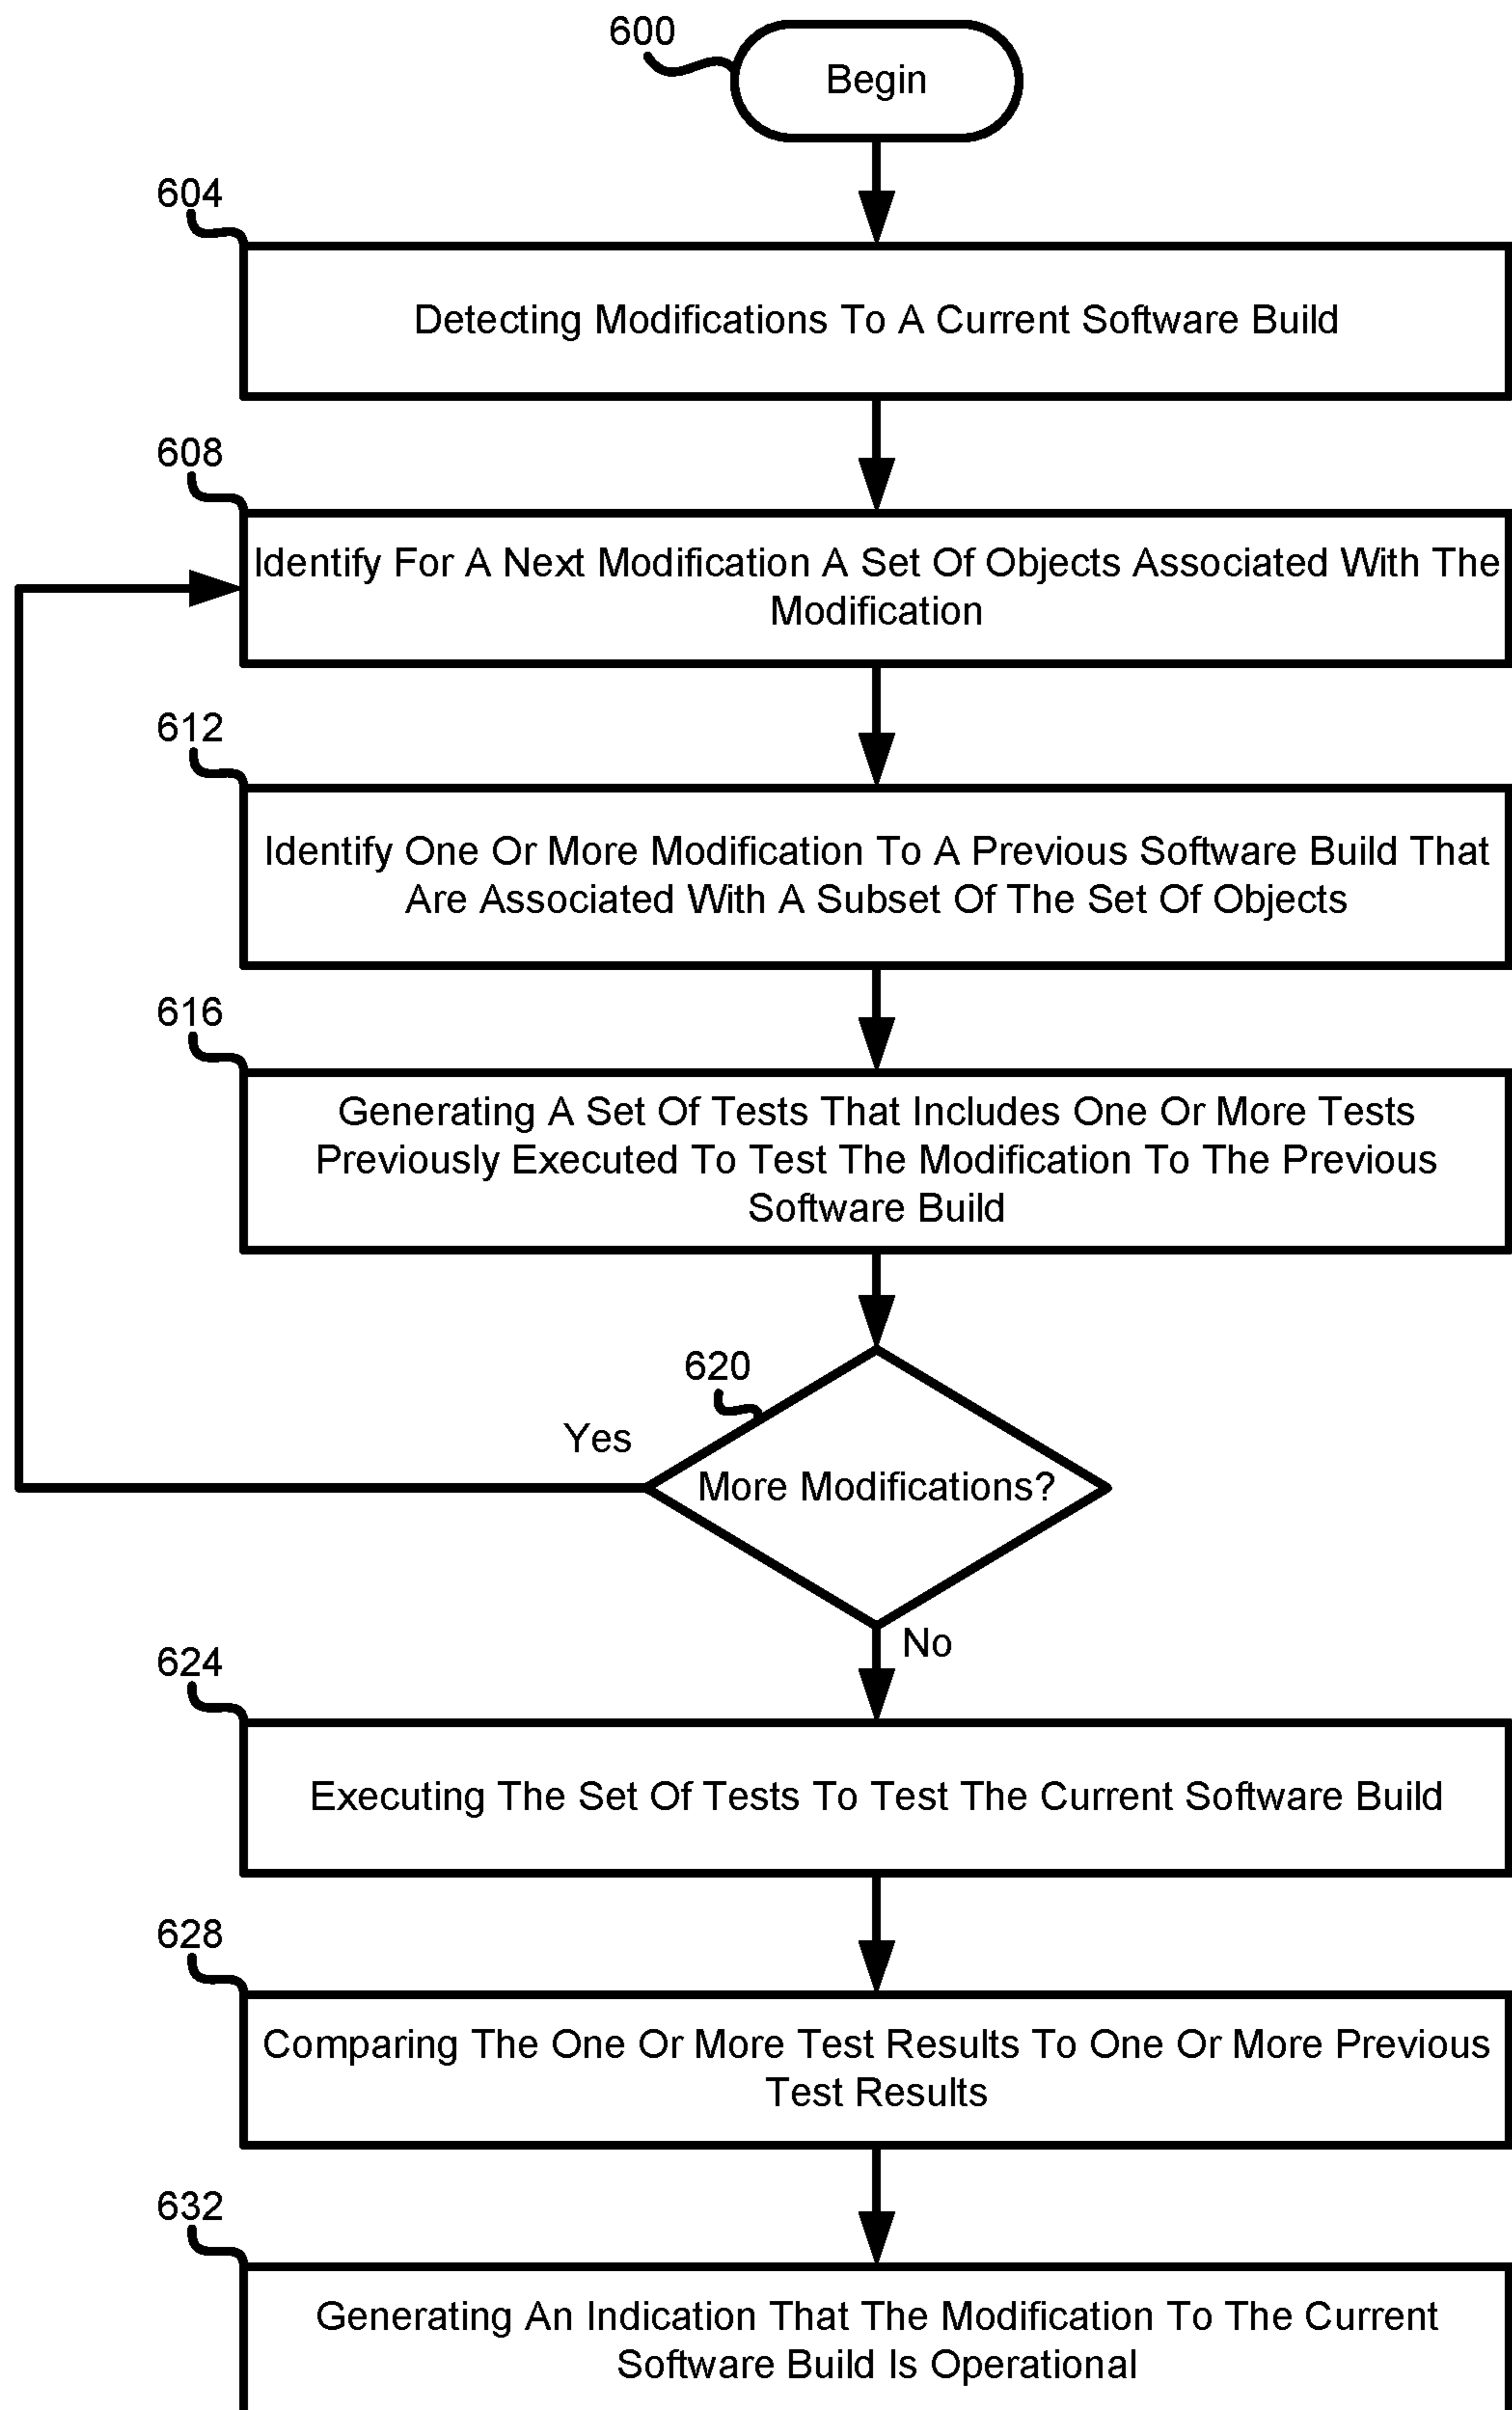 600
Begin
604
Detecting Modifications To A Current Software Build
608
Identify For A Next Modification A Set Of Objects Associated With The
Modification
612
Identify One Or More Modification To A Previous Software Build That
Are Associated With A Subset Of The Set Of Objects
616
Generating A Set Of Tests That Includes One Or More Tests
Previously Executed To Test The Modification To The Previous
Software Build
620
Yes
More Modifications?
No
624
Executing The Set Of Tests To Test The Current Software Build
628
Comparing The One Or More Test Results To One Or More Previous
Test Results
632
Generating An Indication That The Modification To The Current
Software Build Is Operational